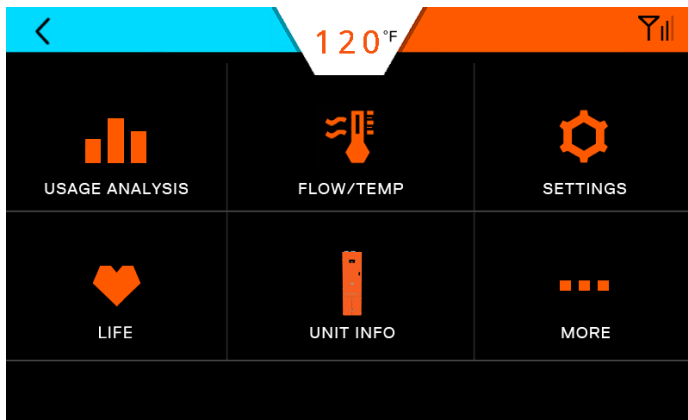 120°F
USAGE ANALYSIS
FLOW/TEMP
SETTINGS
LIFE
UNIT INFO
MORE